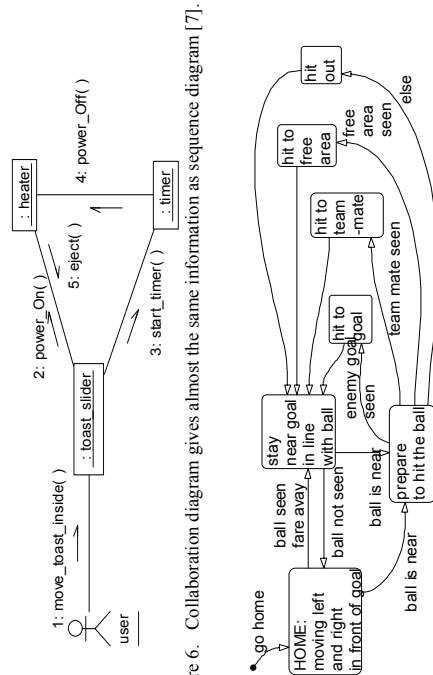 1: move_toast_inside( )
user
: toast_slider
2: power_On( )
: heater
5: eject( )
4: power_Off( )
3: start_timer( )
: timer
re 6. Collaboration diagram gives almost the same information as sequence diagram [7].
go home
HOME:
moving left
and right
in front of goal
ball seen
fare avay
ball not seen
ball is near
stay
near goal
in line
with ball
ball is near
prepare
to hit the ball
enemy goal
seen
hit to
goal
team mate seen
hit to
team
-mate
free
area
seen
hit to
free
area
else
hit
out